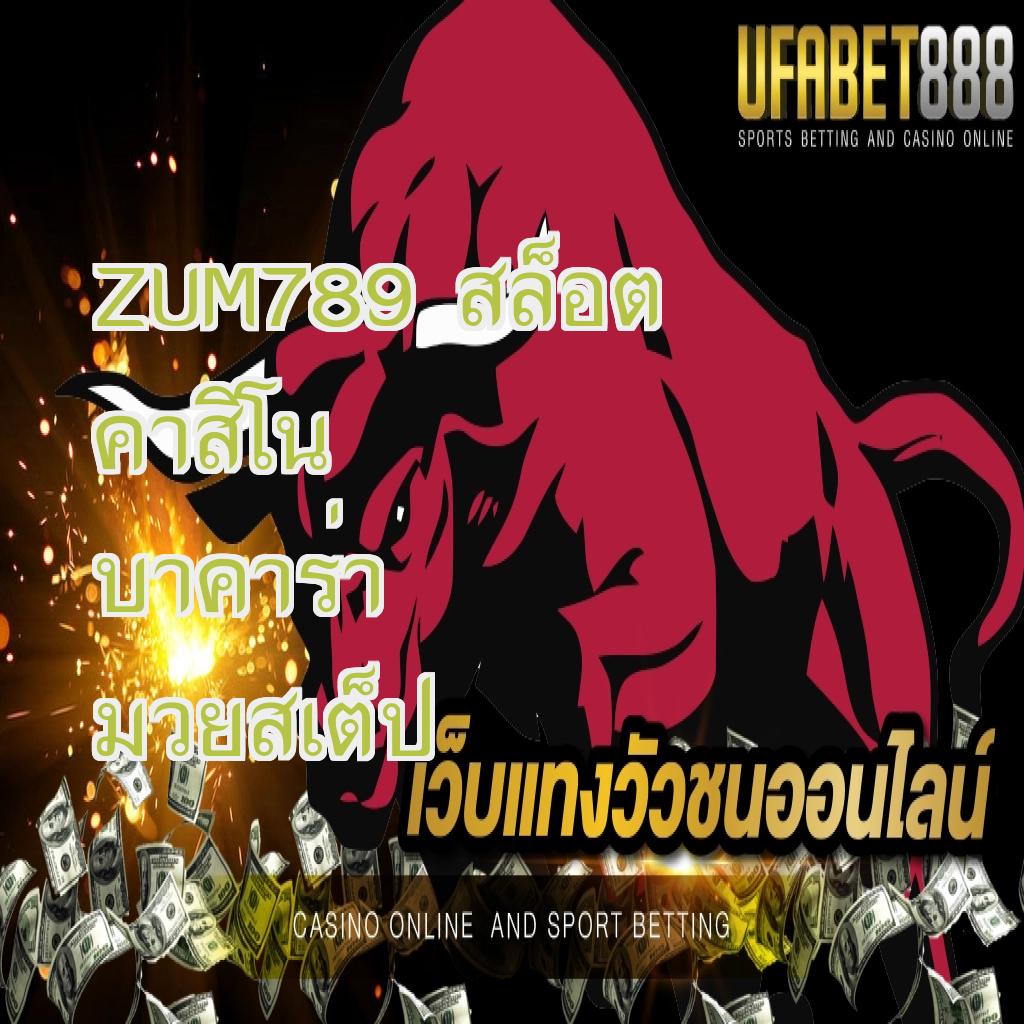 UFABET888
SPORTS BETTING AND CASINO ONLINE
ZUM789 สล็อต
คาสิโน
บาคาร่า
มวยสเต็ป
เว็บแทงวัวชนออนไลน์
CASINO ONLINE AND SPORT BETTING